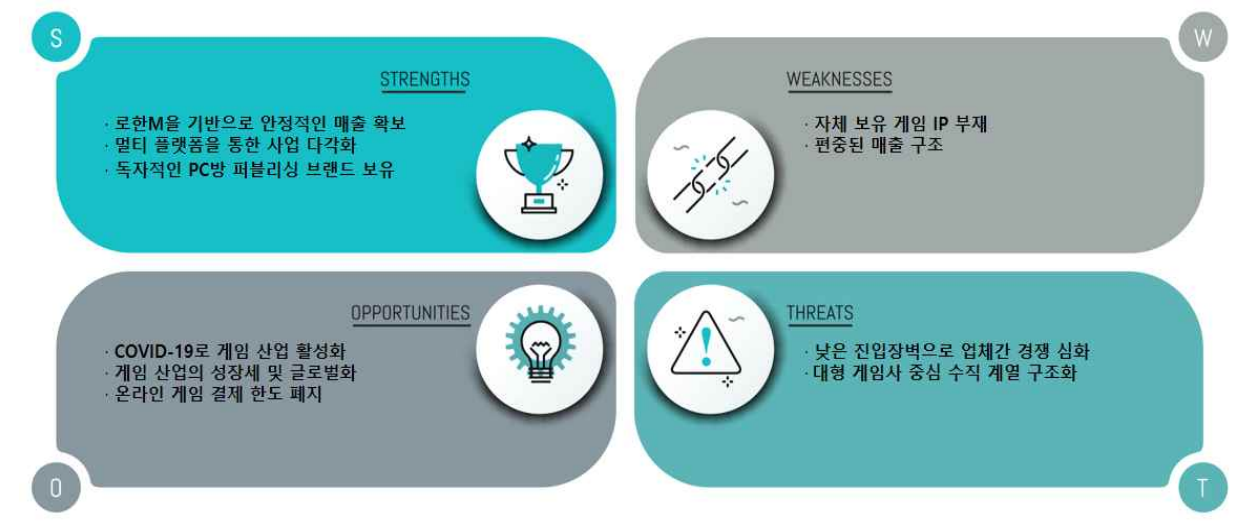 S
STRENGTHS
· 로한M을 기반으로 안정적인 매출 확보
· 멀티 플랫폼을 통한 사업 다각화
· 독자적인 PC방 퍼블리싱 브랜드 보유
W
WEAKNESSES
· 자체 보유 게임 IP 부재
· 편중된 매출 구조
OPPORTUNITIES
· COVID-19로 게임 산업 활성화
· 게임 산업의 성장세 및 글로벌화
· 온라인 게임 결제 한도 폐지
O
THREATS
· 낮은 진입장벽으로 업체간 경쟁 심화
· 대형 게임사 중심 수직 계열 구조화
T